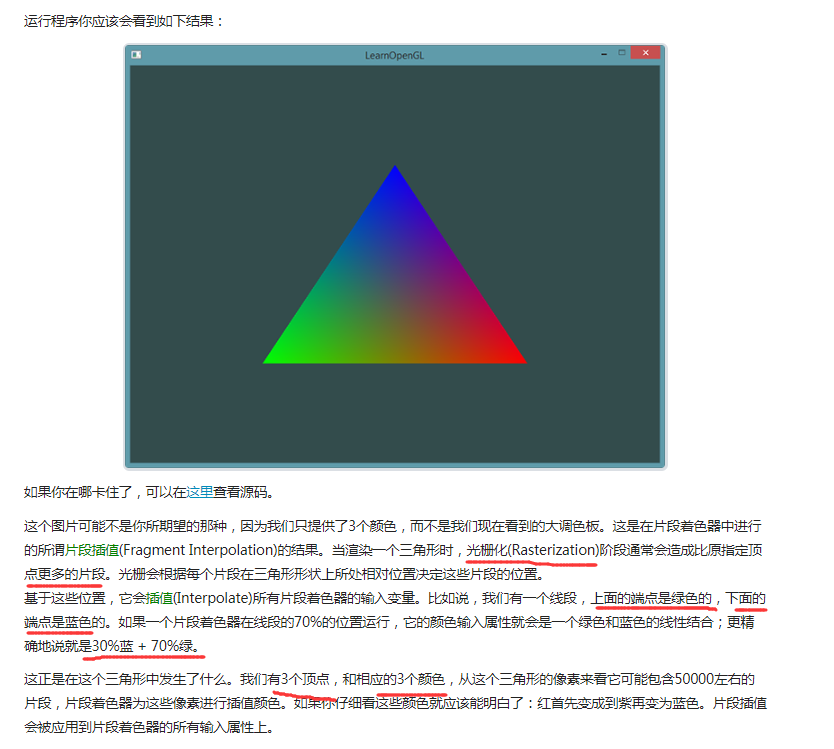 运行程序你应该会看到如下结果：
LearnOpenGL
如果你在哪卡住了，可以在这里查看源码。
这个图片可能不是你所期望的那种，因为我们只提供了3个颜色，而不是我们现在看到的大调色板。这是在片段着色器中进行
的所谓片段插值(Fragment Interpolation)的结果。当渲染一个三角形时，光栅化(Rasterization)阶段通常会造成比原指定顶
点更多的片段。光栅会根据每个片段在三角形形状上所处相对位置决定这些片段的位置。
基于这些位置，它会插值(Interpolate)所有片段着色器的输入变量。比如说，我们有一个线段，上面的端点是绿色的，下面的
端点是蓝色的。如果一个片段着色器在线段的70%的位置运行，它的颜色输入属性就会是一个绿色和蓝色的线性结合；更精
确地说就是30%蓝 + 70%绿。
这正是在这个三角形中发生了什么。我们有3个顶点，和相应的3个颜色，从这个三角形的像素来看它可能包含50000左右的
片段，片段着色器为这些像素进行插值颜色。如果你仔细看这些颜色就应该能明白了：红首先变成到紫再变为蓝色。片段插值
会被应用到片段着色器的所有输入属性上。